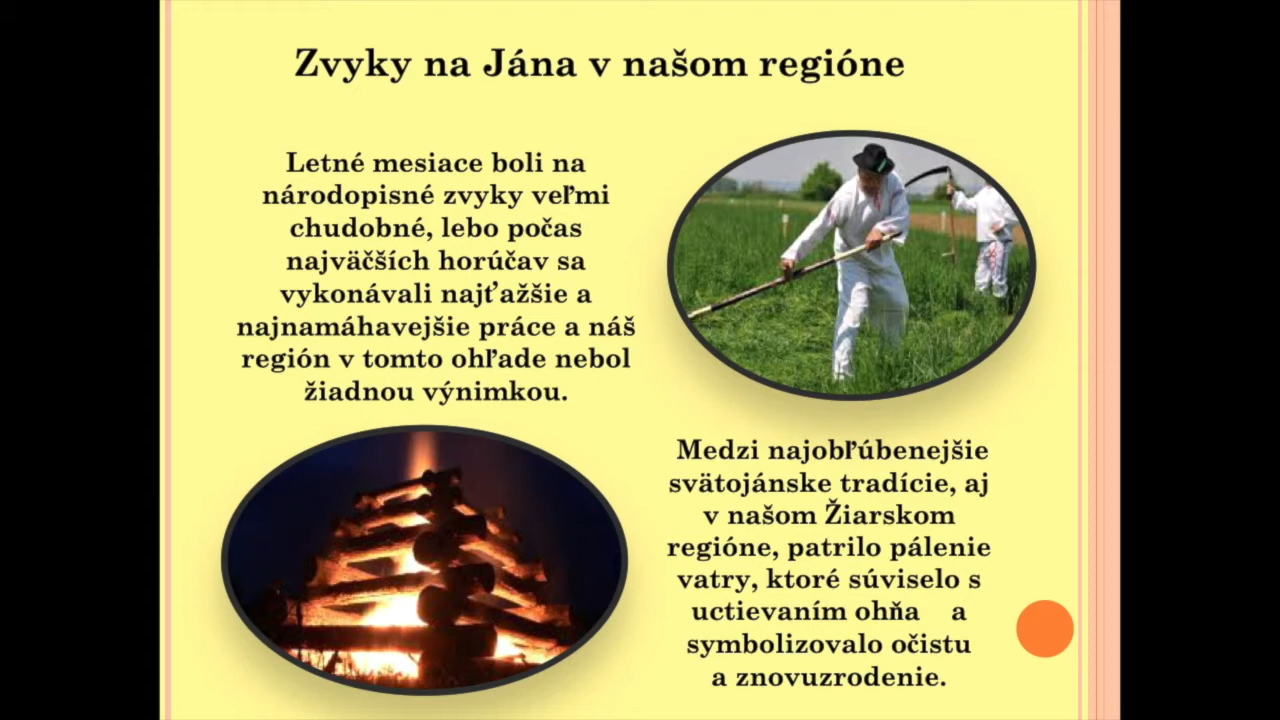 Zvyky na Jána v našom regióne
Letné mesiace boli na
národopisné zvyky veľmi
chudobné, lebo počas
najväčších horúčav sa
vykonávali najťažšie a
najnamáhavejšie práce a náš
región v tomto ohľade nebol
žiadnou výnimkou.
Medzi najobľúbenejšie
svätojánske tradície, aj
v našom Žiarskom
regióne, patrilo pálenie
vatry, ktoré súviselo s
uctievaním ohňa a
symbolizovalo očistu
a znovuzrodenie.